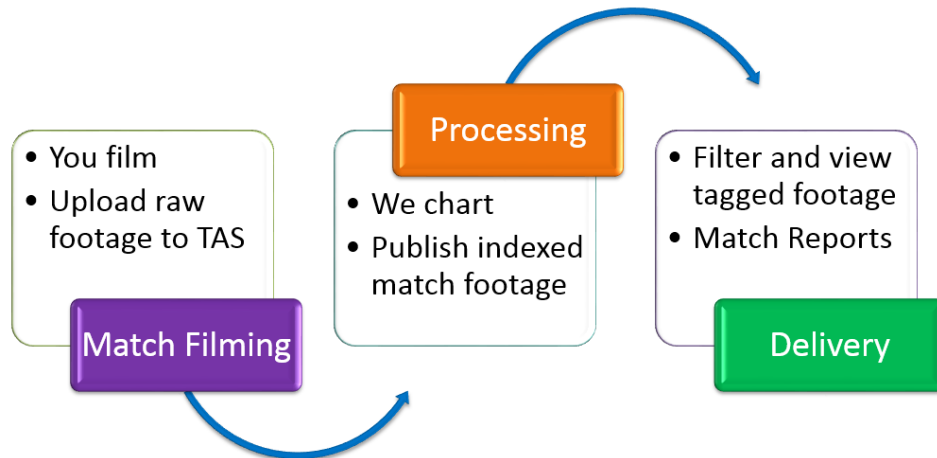 • You film
• Upload raw
footage to TAS
Match Filming
Processing
• We chart
• Publish indexed
match footage
• Filter and view
tagged footage
• Match Reports
Delivery